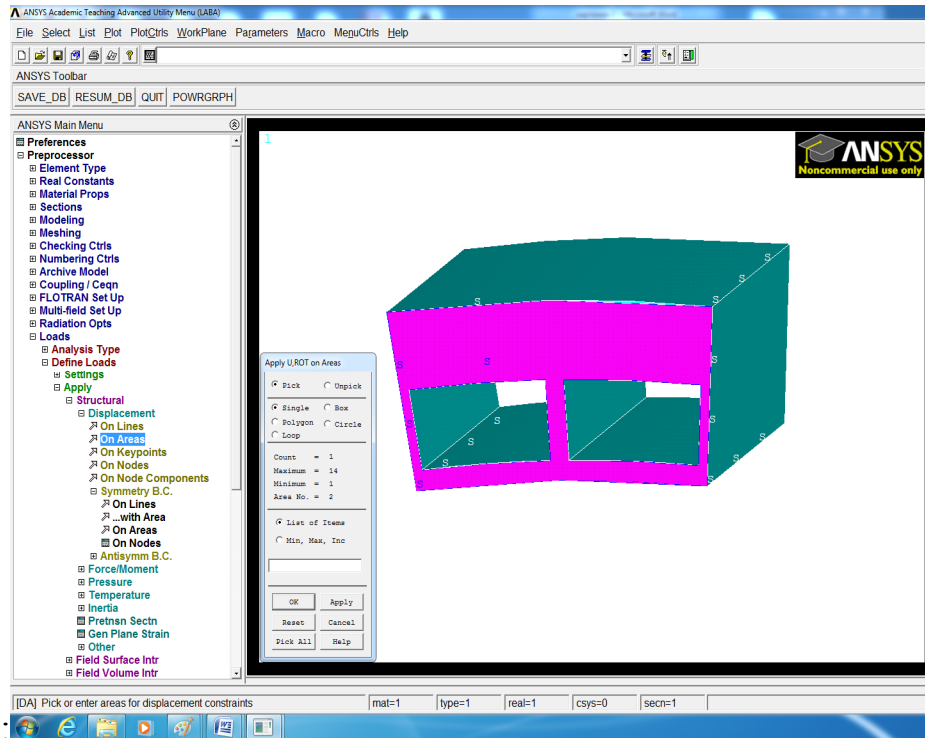 ANSYS Academic Teaching Advanced Utility Menu (LABA)
File Select List Plot PlotCtrls WorkPlane Parameters Macro MenuCtrls Help
ANSYS Toolbar
SAVE_DB RESUM_DB QUIT POWRGRPH
ANSYS Main Menu
Preferences
Preprocessor
Element Type
Real Constants
Material Props
Sections
Modeling
Meshing
Checking Ctrls
Numbering Ctrls
Archive Model
Coupling / Ceqn
FLOTRAN Set Up
Multi-field Set Up
Radiation Opts
Loads
Analysis Type
Define Loads
Settings
Apply
Structural
Displacement
On Lines
On Areas
On Keypoints
On Nodes
On Node Components
Symmetry B.C.
On Lines
...with Area
On Areas
On Nodes
Antisymm B.C.
Force/Moment
Pressure
Temperature
Inertia
Pretnsn Sectn
Gen Plane Strain
Other
Field Surface Intr
Field Volume Intr
1
ANSYS
Noncommercial use only
S
S
S
S
S
S
S
S
S
S
S
S
S
S
Apply U,ROT on Areas
Pick Unpick
Single Box
Polygon Circle
Loop
Count = 1
Maximum = 14
Minimum = 1
Area No. = 2
List of Items
Min, Max, Inc
OK Apply
Reset Cancel
Pick All Help
[DA] Pick or enter areas for displacement constraints mat=1 type=1 real=1 csys=0 secn=1